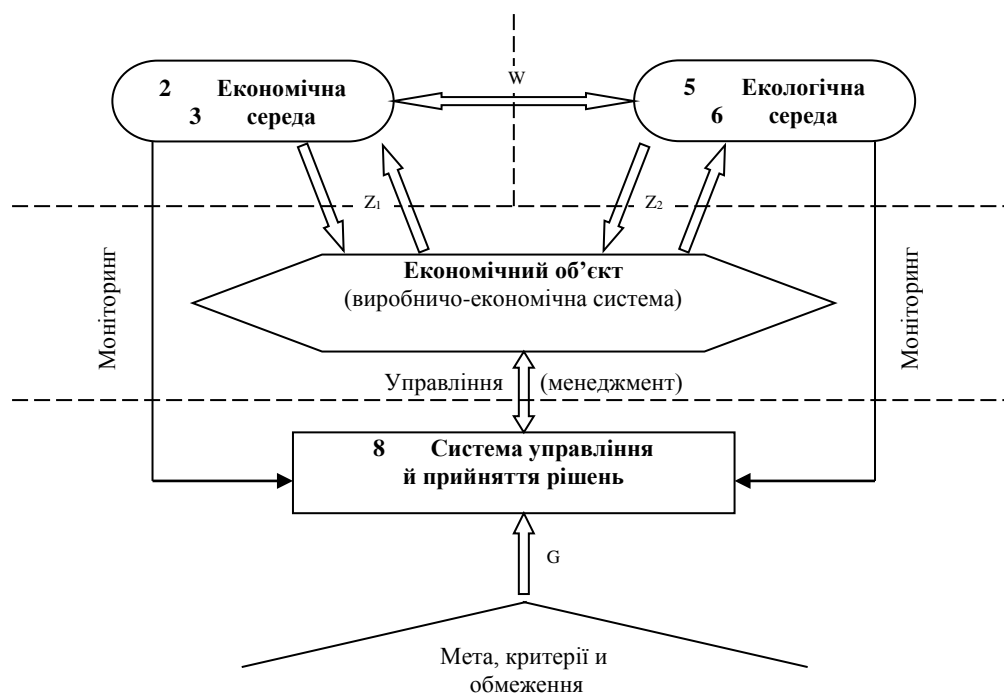 W
2 Економічна
3 середа
5 Екологічна
6 середа
Z1
Z2
Моніторинг
Економічний об’єкт
(виробничо-економічна система)
Моніторинг
Управління (менеджмент)
8 Система управління
й прийняття рішень
G
Мета, критерії и
обмеження